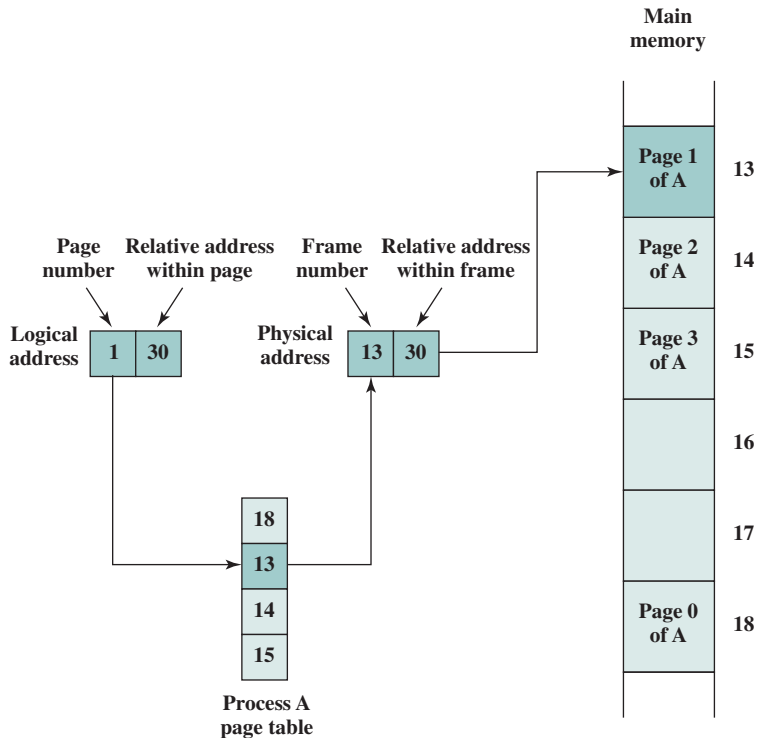 Main
memory
Page 1
of A
13
Page 2
of A
14
Page 3
of A
15
16
17
Page 0
of A
18
Page
number
Relative address
within page
Frame
number
Relative address
within frame
Logical
address
1
30
Physical
address
13
30
18
13
14
15
Process A
page table